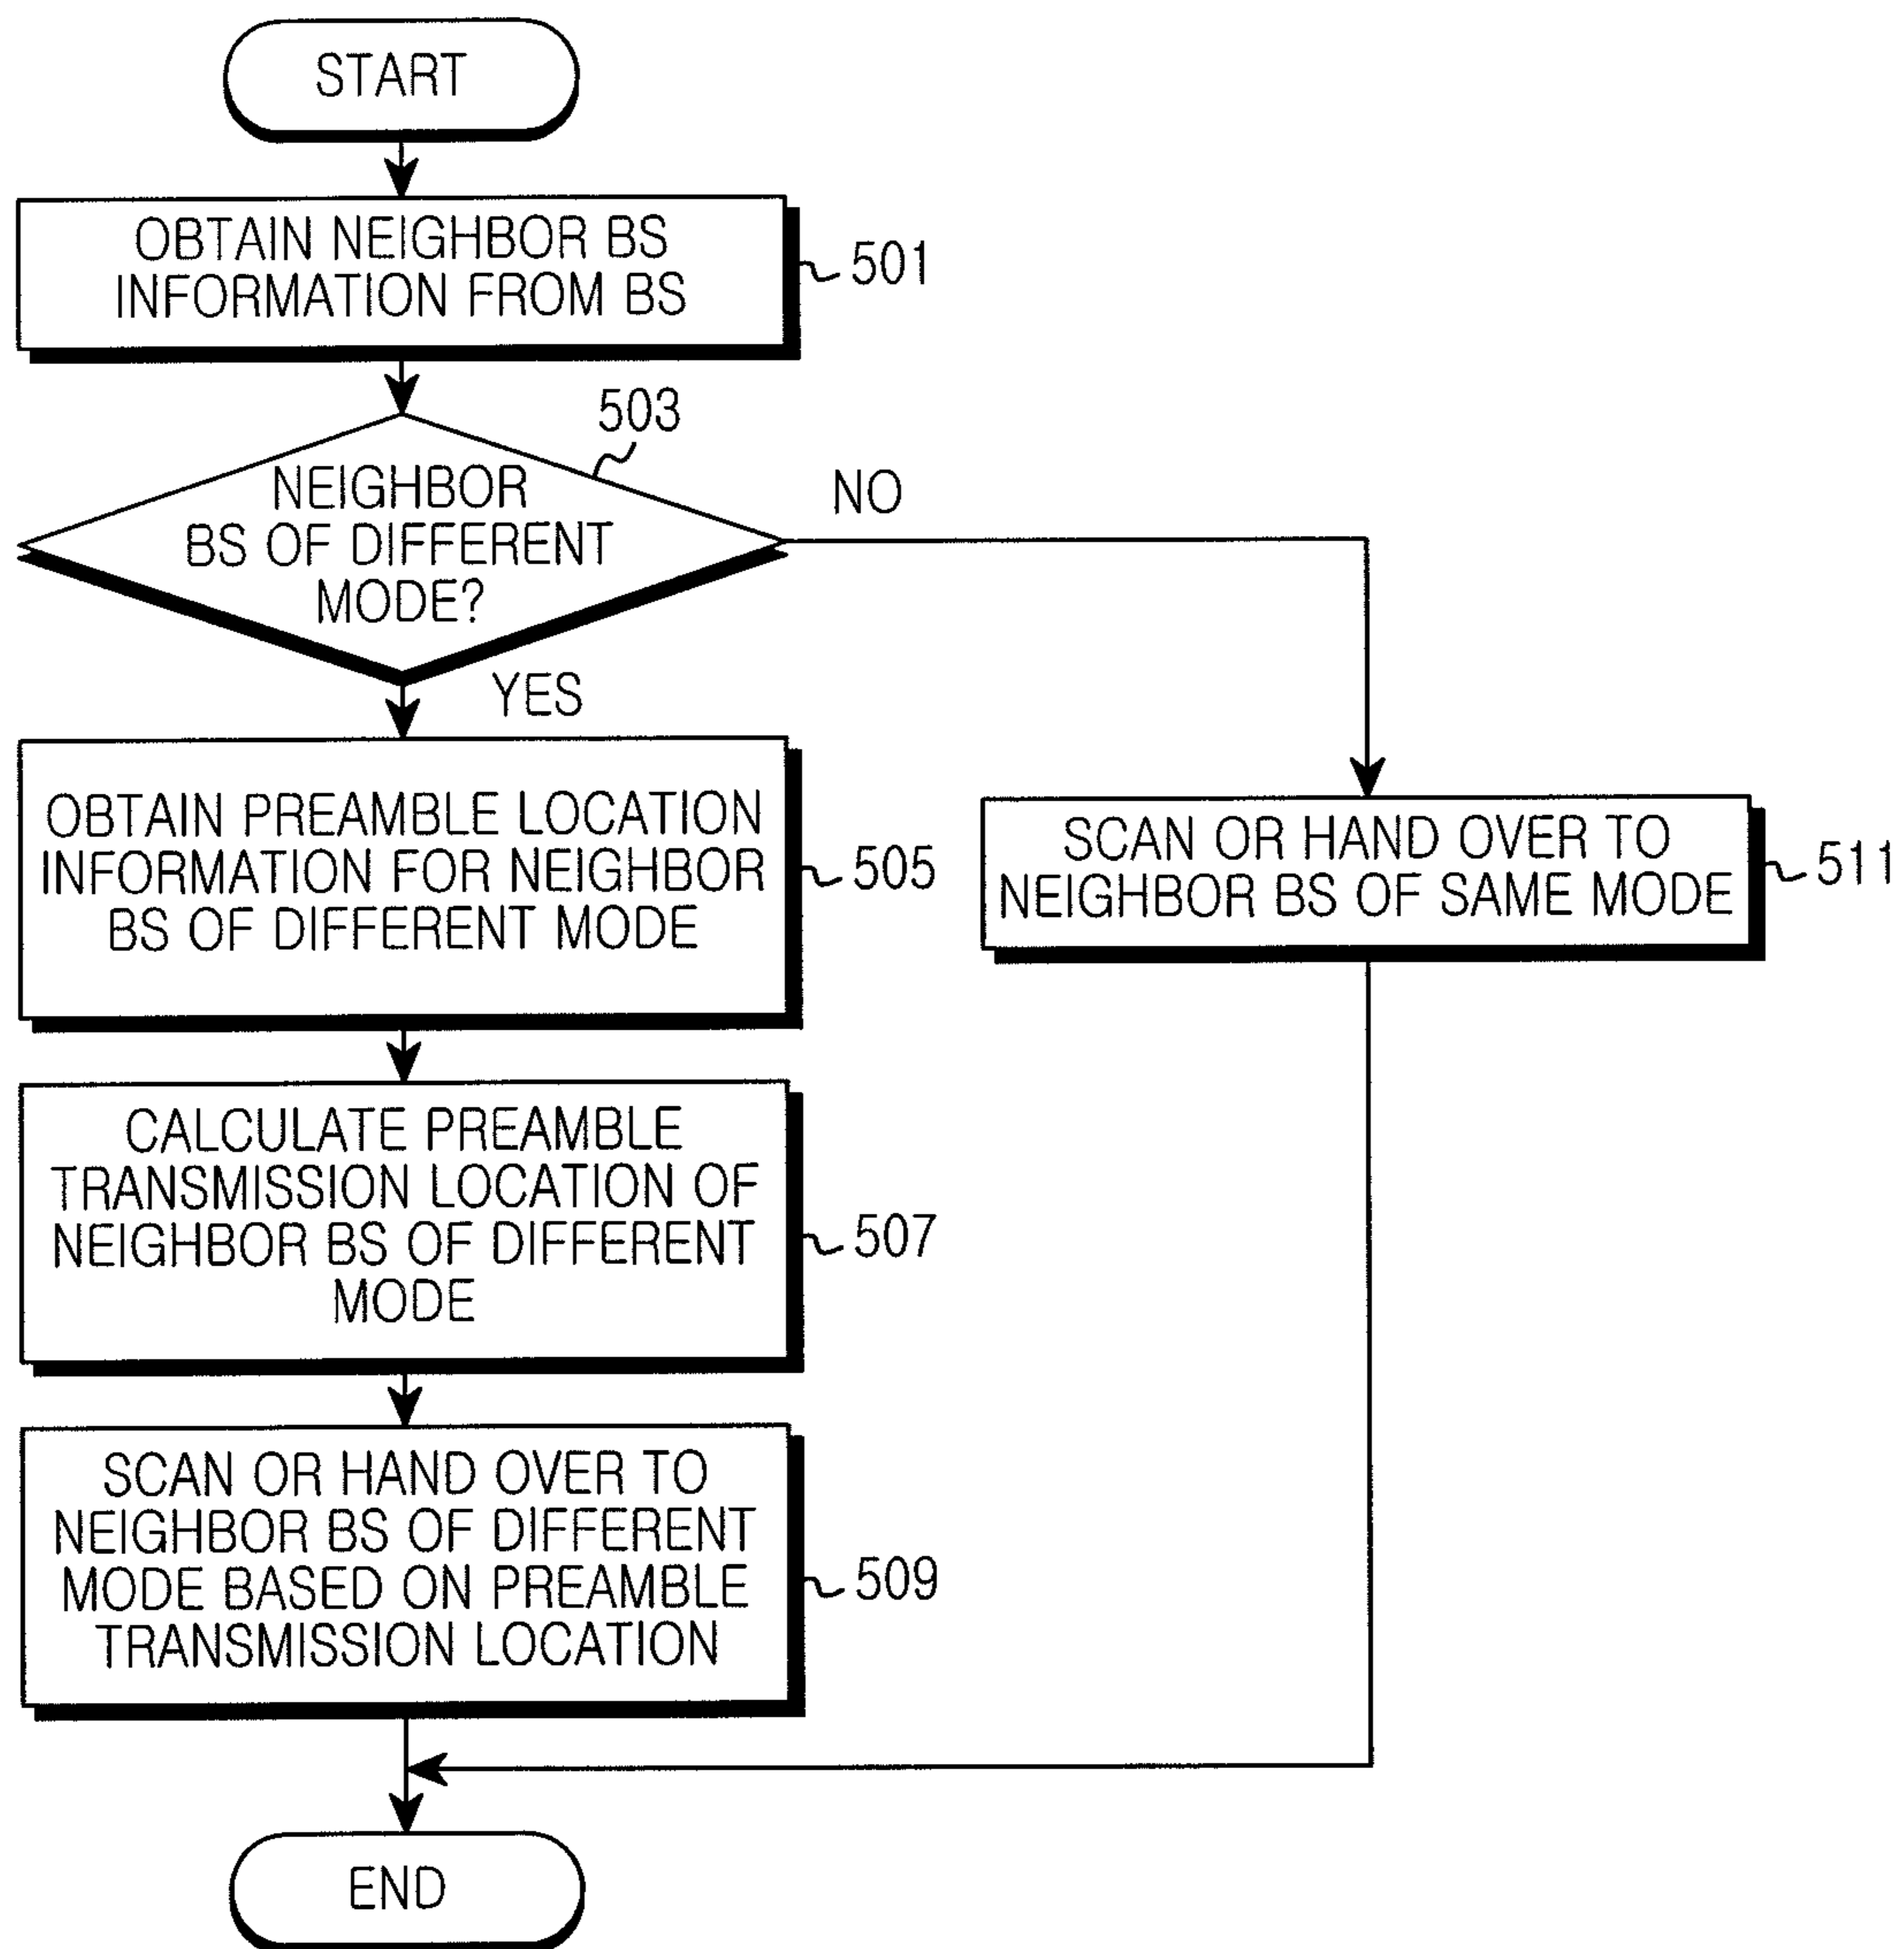 START
OBTAIN NEIGHBOR BS
INFORMATION FROM BS
501
503
NEIGHBOR
BS OF DIFFERENT
MODE?
NO
YES
OBTAIN PREAMBLE LOCATION
INFORMATION FOR NEIGHBOR
BS OF DIFFERENT MODE
505
SCAN OR HAND OVER TO
NEIGHBOR BS OF SAME MODE
511
CALCULATE PREAMBLE
TRANSMISSION LOCATION OF
NEIGHBOR BS OF DIFFERENT
MODE
507
SCAN OR HAND OVER TO
NEIGHBOR BS OF DIFFERENT
MODE BASED ON PREAMBLE
TRANSMISSION LOCATION
509
END